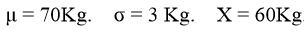 μ = 70Kg. σ = 3 Kg. X = 60Kg